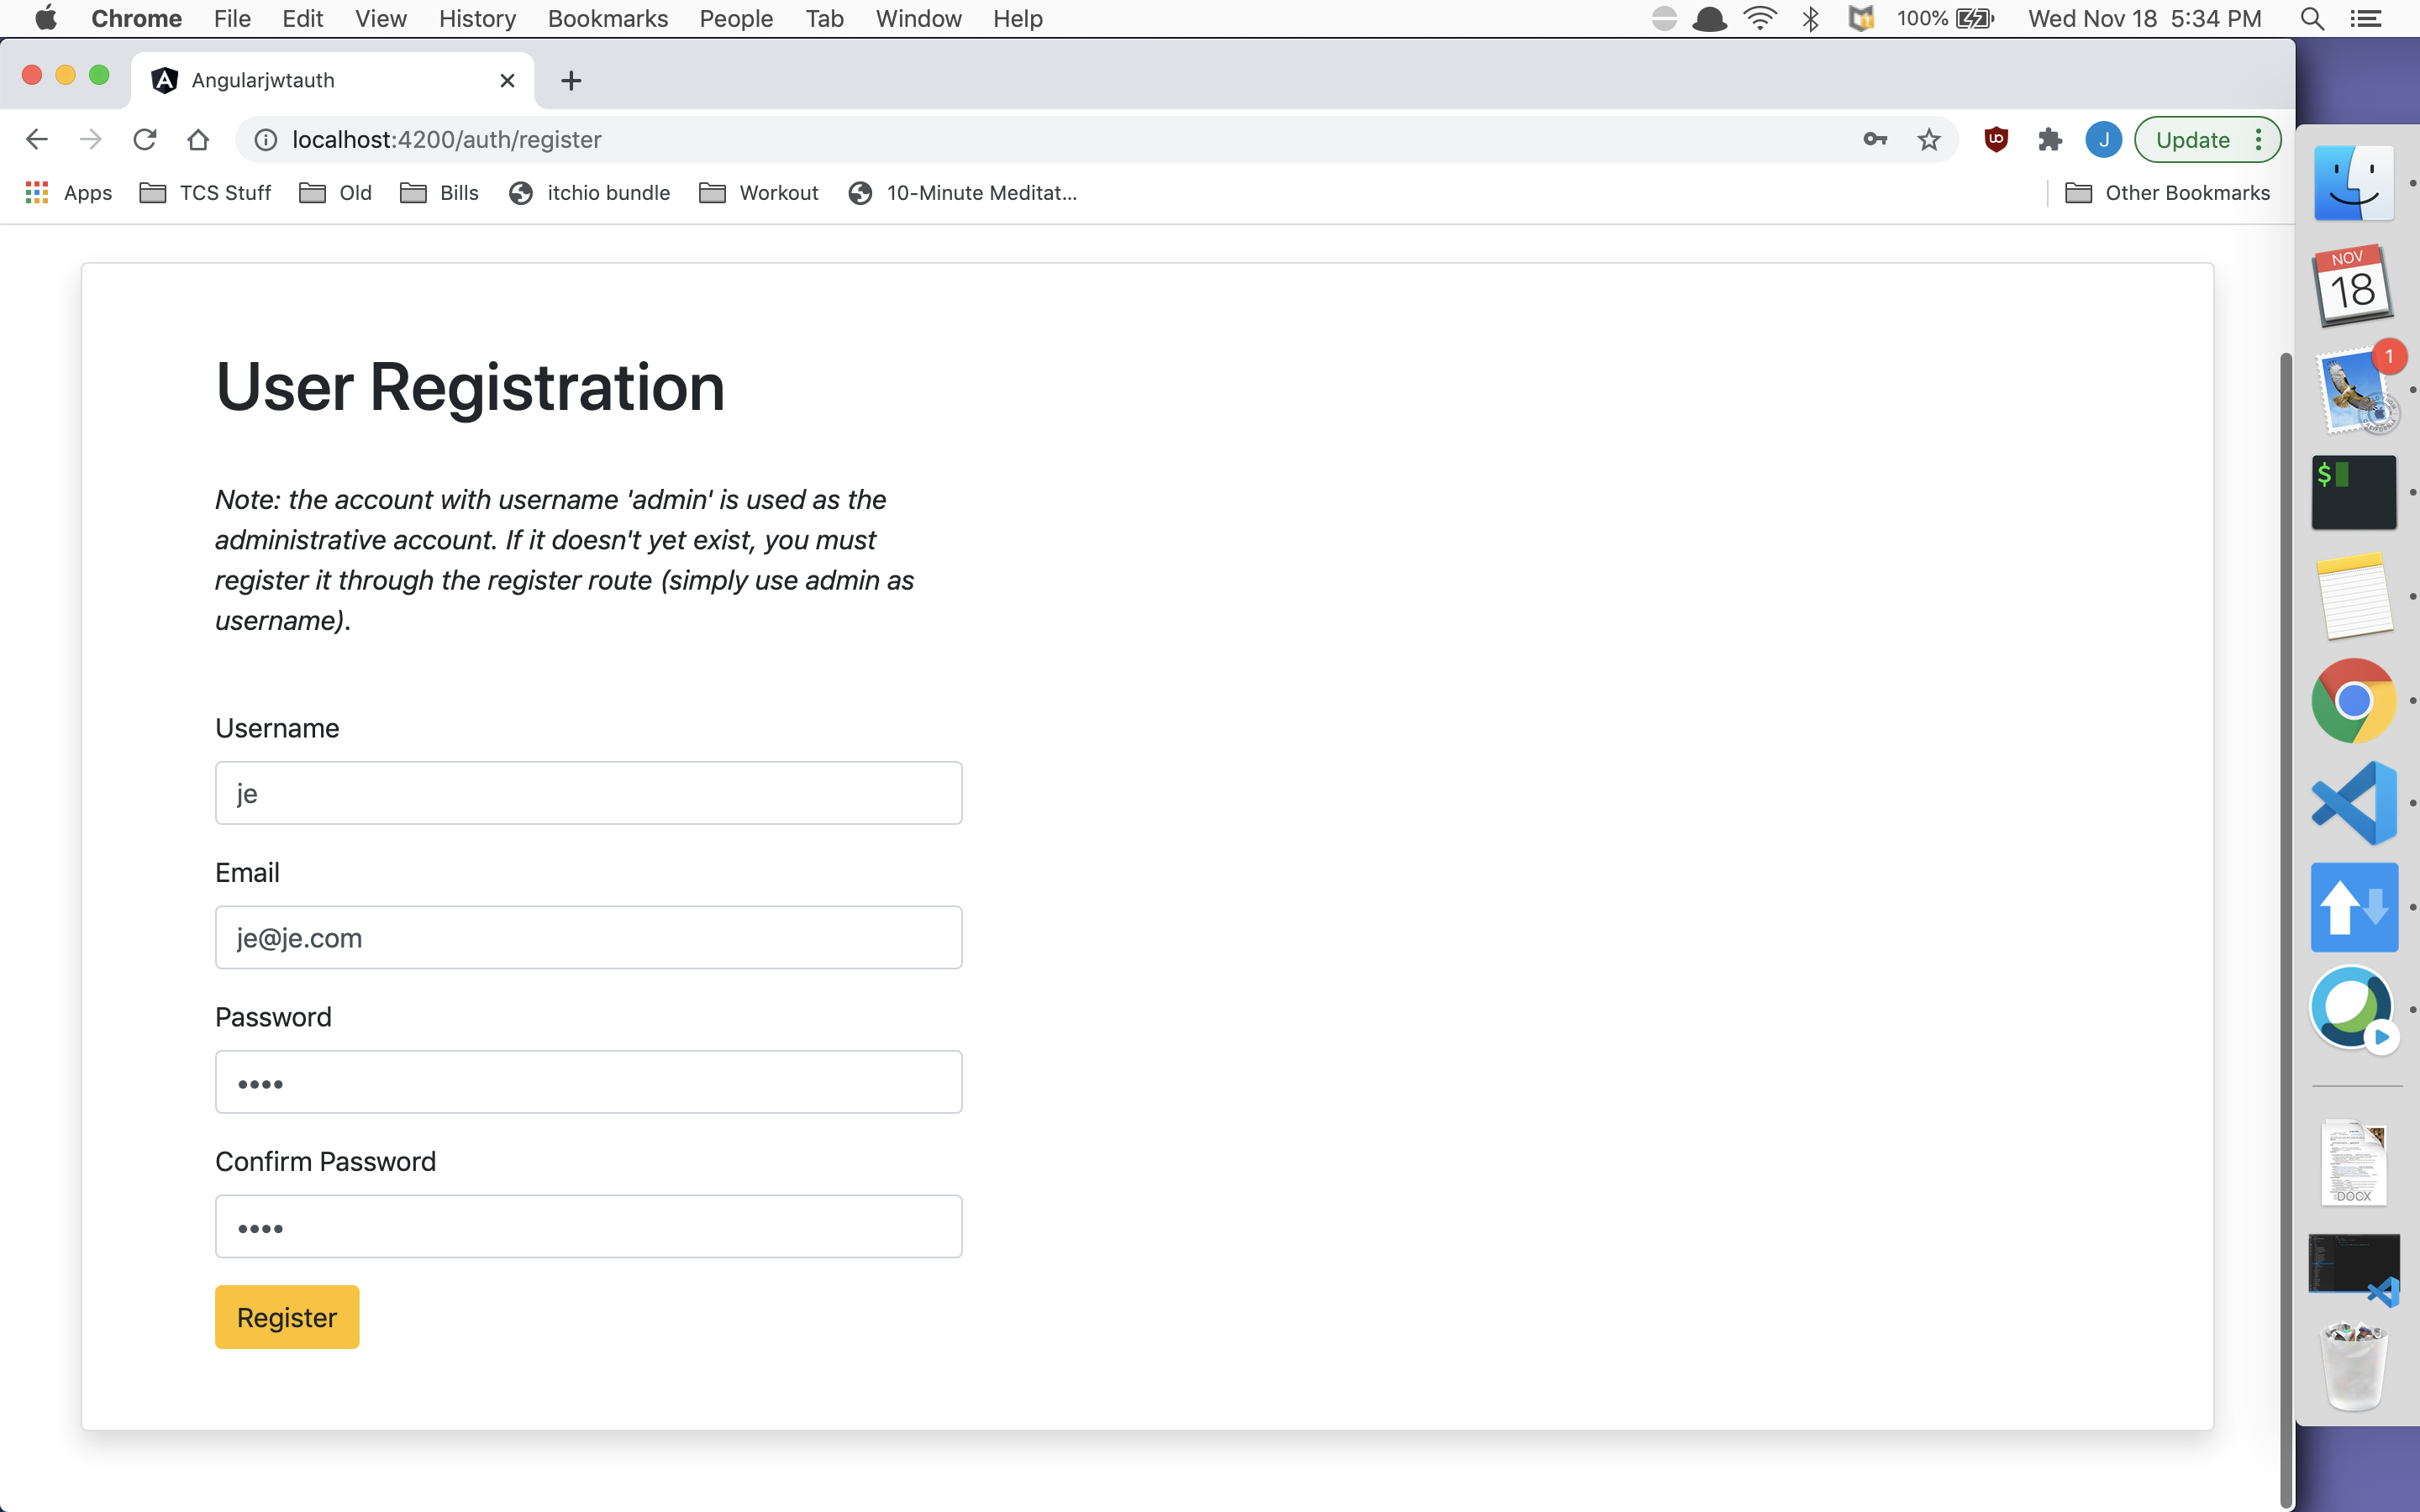 Chrome File Edit View History Bookmarks People Tab Window Help 100% Wed Nov 18 5:34 PM
Angularjwtauth
localhost:4200/auth/register J Update
Apps TCS Stuff Old Bills itchio bundle Workout 10-Minute Meditat... Other Bookmarks
NOV
18
1
$
User Registration
Note: the account with username 'admin' is used as the
administrative account. If it doesn't yet exist, you must
register it through the register route (simply use admin as
username).
Username
je
Email
je@je.com
Password
••••
Confirm Password
••••
Register
DOCX